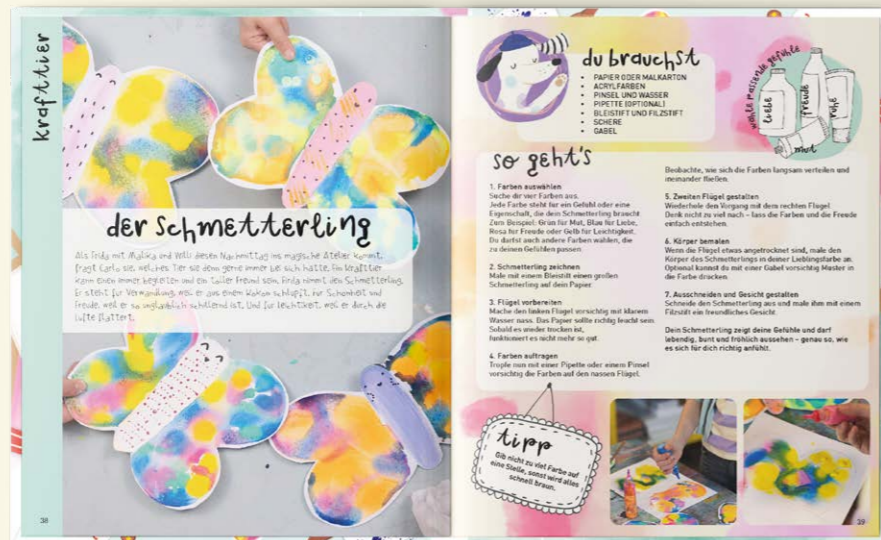 krafttier
der Schmetterling
Als Frida mit Malika und Willi diesen Nachmittag ins magische Atelier kommt,
fragt Carlo sie, welches Tier sie denn gerne immer bei sich hätte. Ein Krafttier
kann einen immer begleiten und ein toller Freund sein. Frida nimmt den Schmetterling.
Er steht für Verwandlung, weil er aus einem Kokon schlüpft, für Schönheit und
Freude, weil er so unglaublich schillernd ist. Und für Leichtigkeit, weil er durch die
Lüfte flattert.
38
du brauchst
• PAPIER ODER MALKARTON
• ACRYLFARBEN
• PINSEL UND WASSER
• PIPETTE (OPTIONAL)
• BLEISTIFT UND FILZSTIFT
• SCHERE
• GABEL
wähle passende gefühle
liebe
freude
ruhe
mut
so geht's
1. Farben auswählen
Suche dir vier Farben aus.
Jede Farbe steht für ein Gefühl oder eine
Eigenschaft, die dein Schmetterling braucht.
Zum Beispiel: Grün für Mut, Blau für Liebe,
Rosa für Freude oder Gelb für Leichtigkeit.
Du darfst auch andere Farben wählen, die
zu deinen Gefühlen passen.
2. Schmetterling zeichnen
Male mit einem Bleistift einen großen
Schmetterling auf dein Papier.
3. Flügel vorbereiten
Mache den linken Flügel vorsichtig mit klarem
Wasser nass. Das Papier sollte richtig feucht sein.
Sobald es wieder trocken ist,
funktioniert es nicht mehr so gut.
4. Farben auftragen
Tropfe nun mit einer Pipette oder einem Pinsel
vorsichtig die Farben auf den nassen Flügel.
Beobachte, wie sich die Farben langsam verteilen und
ineinander fließen.
5. Zweiten Flügel gestalten
Wiederhole den Vorgang mit dem rechten Flügel.
Denk nicht zu viel nach – lass die Farben und die Freude
einfach entstehen.
6. Körper bemalen
Wenn die Flügel etwas angetrocknet sind, male den
Körper des Schmetterlings in deiner Lieblingsfarbe an.
Optional kannst du mit einer Gabel vorsichtig Muster in
die Farbe drücken.
7. Ausschneiden und Gesicht gestalten
Schneide den Schmetterling aus und male ihm mit einem
Filzstift ein freundliches Gesicht.
Dein Schmetterling zeigt deine Gefühle und darf
lebendig, bunt und fröhlich aussehen – genau so, wie
es sich für dich richtig anfühlt.
tipp
Gib nicht zu viel Farbe auf
eine Stelle, sonst wird alles
schnell braun.
39